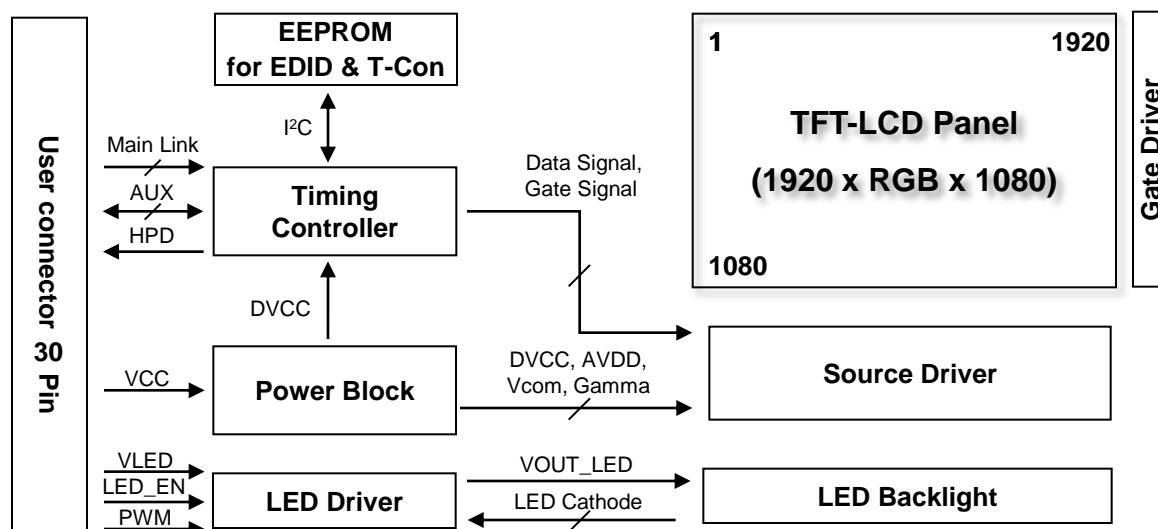 EEPROM
for EDID & T-Con
1
1920
TFT-LCD Panel
(1920 x RGB x 1080)
1080
Gate Driver
User connector 30 Pin
I²C
Main Link
AUX
HPD
Timing
Controller
Data Signal,
Gate Signal
DVCC
VCC
Power Block
DVCC, AVDD,
Vcom, Gamma
Source Driver
VLED
LED_EN
PWM
LED Driver
VOUT_LED
LED Cathode
LED Backlight